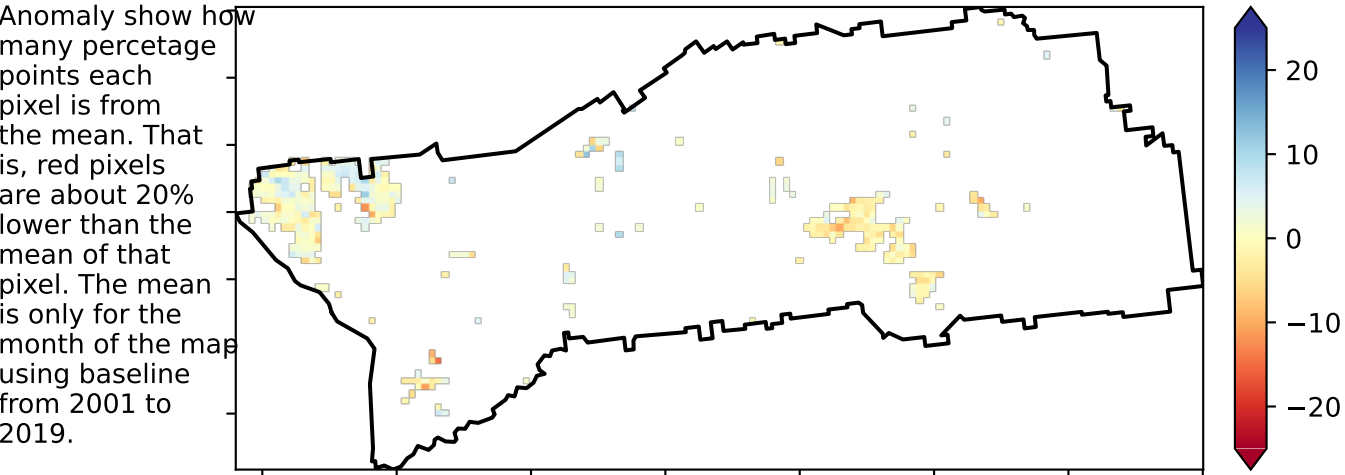 Anomaly show how
many percetage
points each
pixel is from
the mean. That
is, red pixels
are about 20%
lower than the
mean of that
pixel. The mean
is only for the
month of the map
using baseline
from 2001 to
2019.
20
10
0
−10
−20